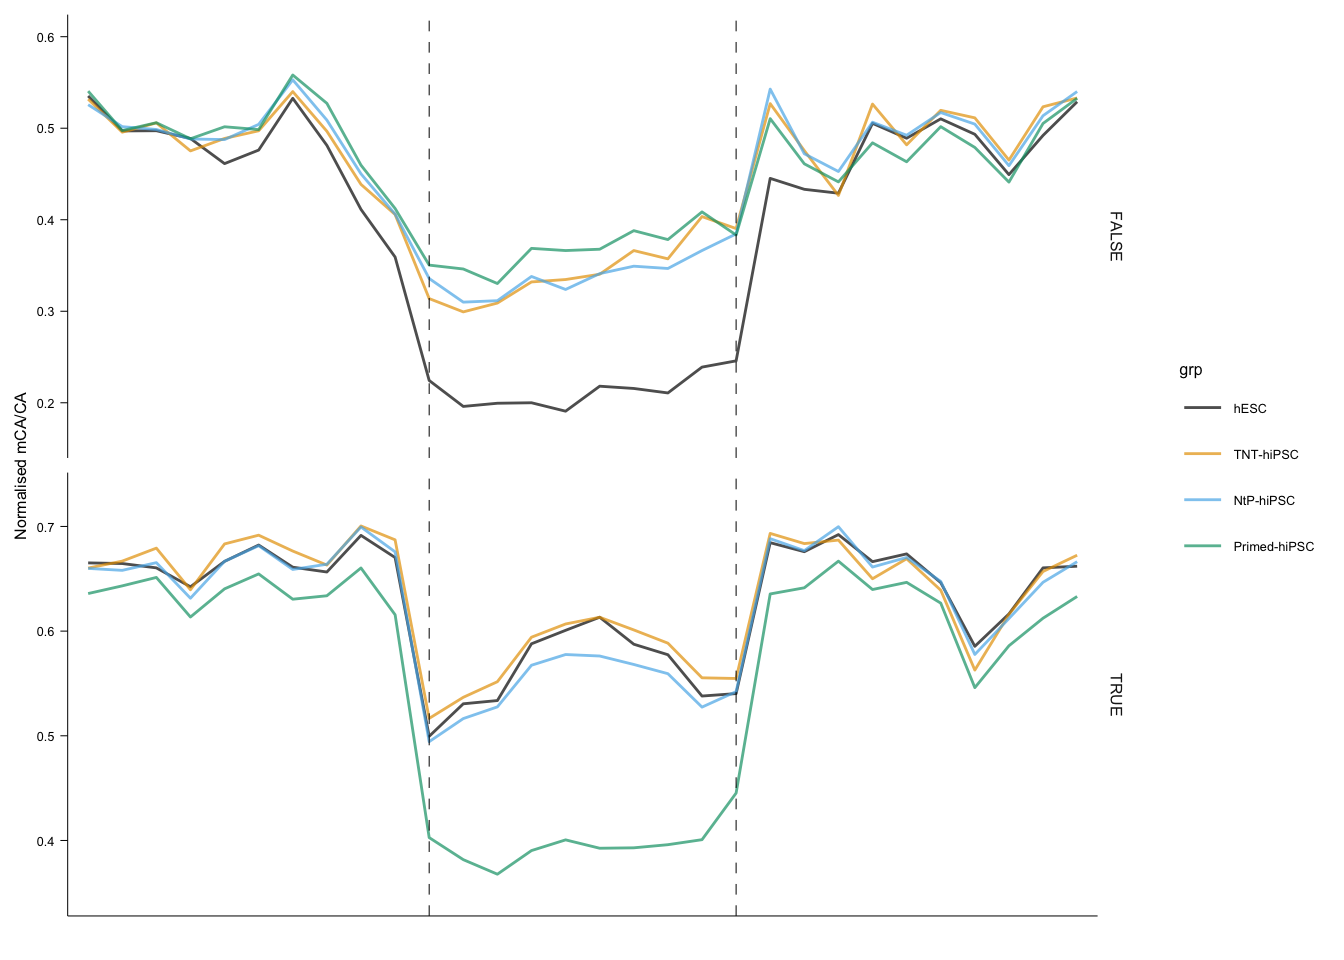 Normalised mCA/CA
0.6
0.5
0.4
0.3
0.2
FALSE
0.7
0.6
0.5
0.4
TRUE
grp
hESC
TNT-hiPSC
NtP-hiPSC
Primed-hiPSC